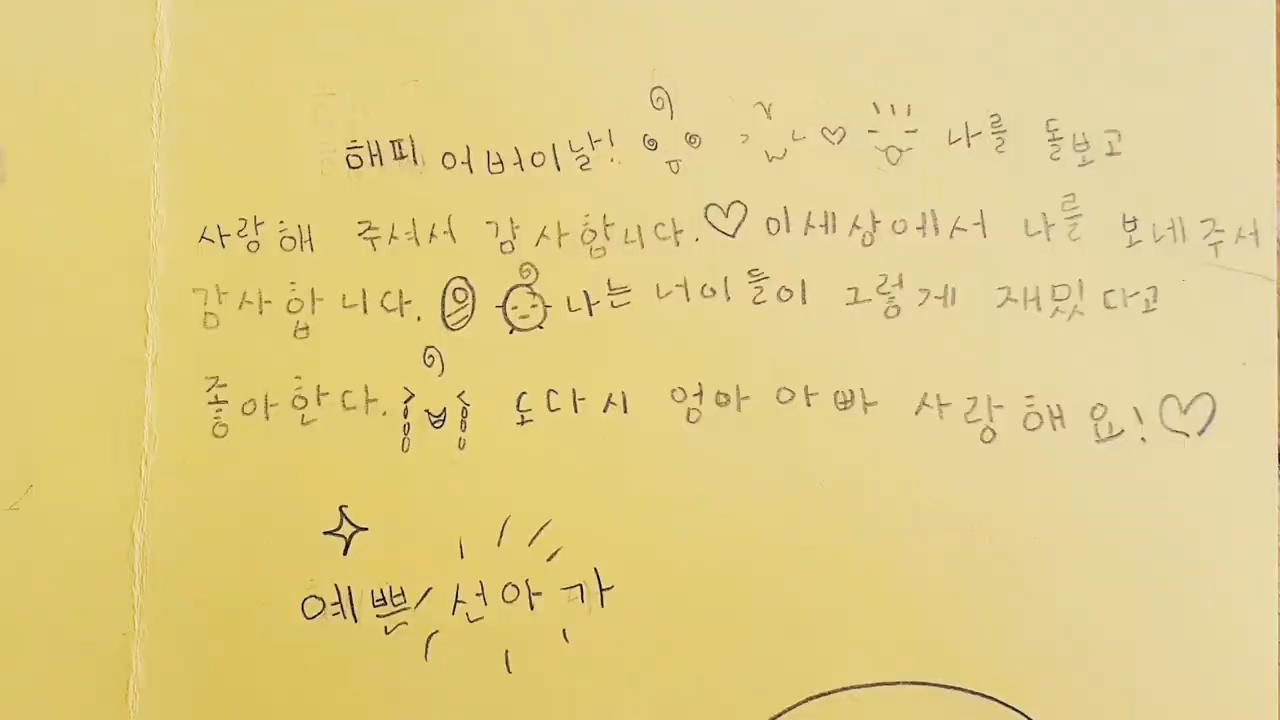 해피 어버이날! ♡ 나를 돌보고
사랑해 주셔서 감사합니다. ♡ 이세상에서 나를 보네주서
감사합니다. 나는 너이들이 그렇게 재밌다고
좋아한다. 도다시 엄마 아빠 사랑해요! ♡
예쁜 선아가